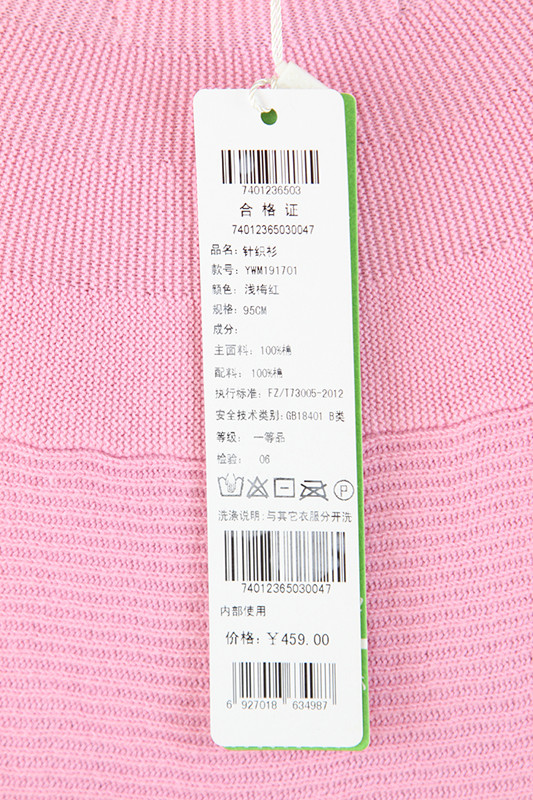 7401236503
合格证
74012365030047
品名: 针织衫
款号: YWM191701
颜色: 浅梅红
规格: 95CM
成分:
主面料: 100%棉
配料: 100%棉
执行标准: FZ/T73005-2012
安全技术类别:GB18401 B类
等级: 一等品
检验: 06
P
洗涤说明:与其它衣服分开洗
74012365030047
内部使用
价格: ￥459.00
6 927018 634987